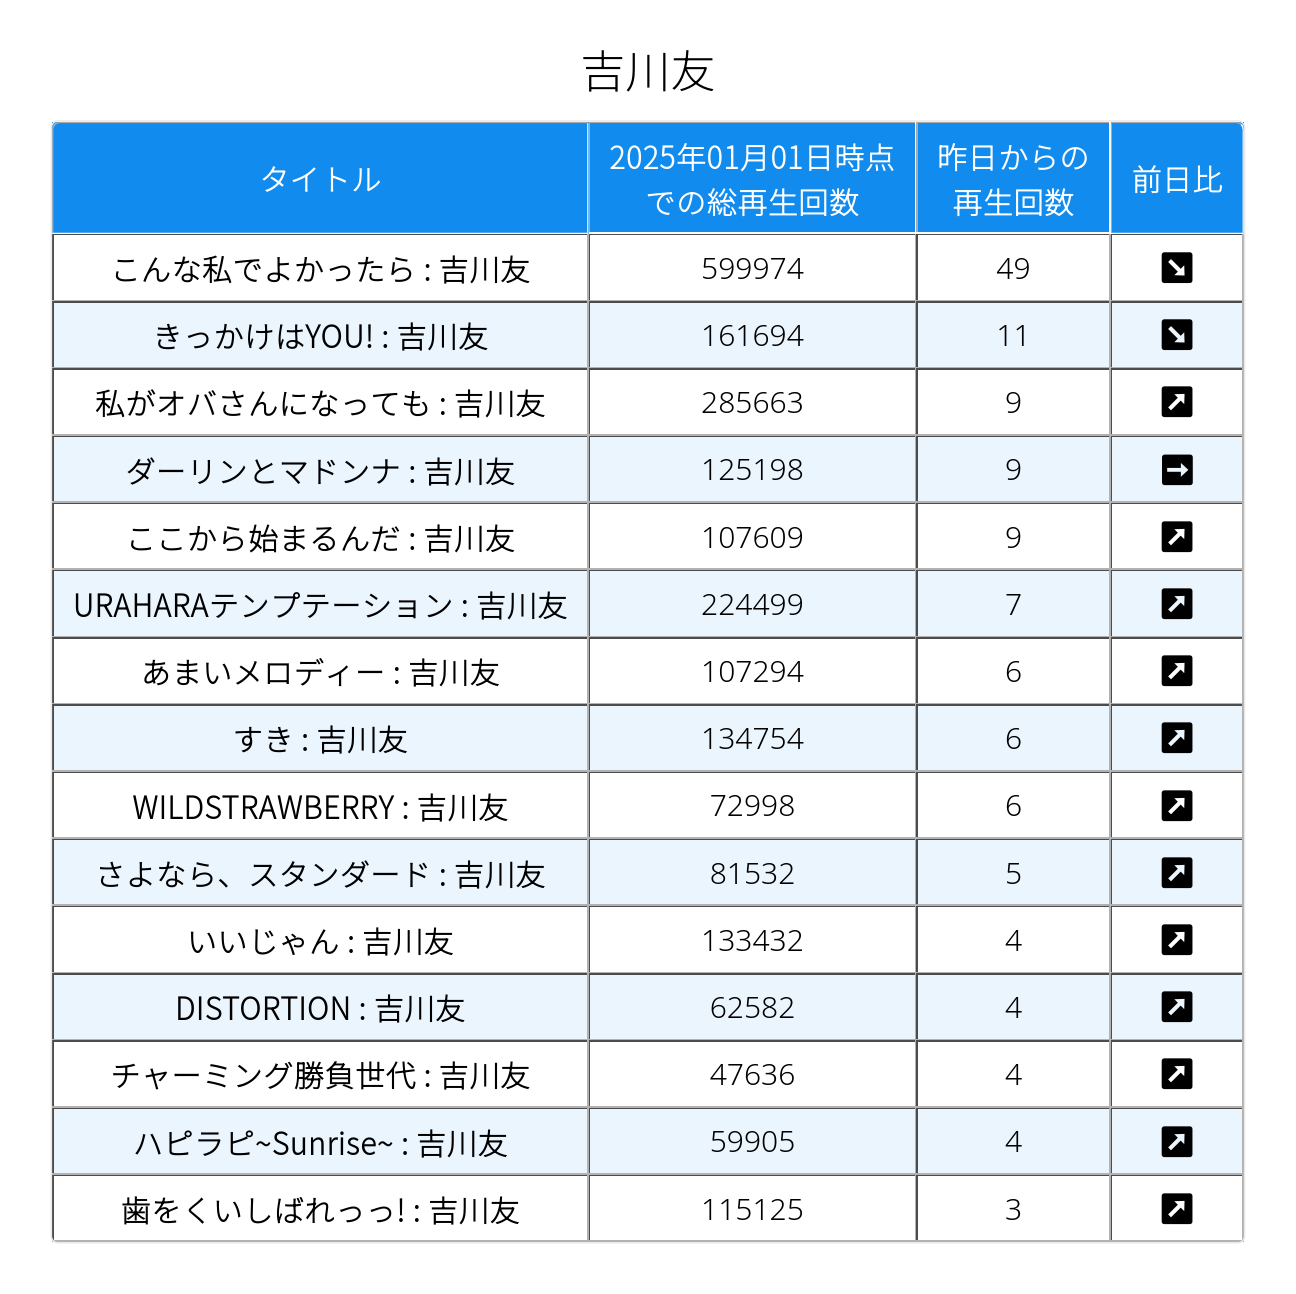 吉川友
タイトル 2025年01月01日時点での総再生回数 昨日からの再生回数 前日比
こんな私でよかったら : 吉川友 599974 49 ↘
きっかけはYOU! : 吉川友 161694 11 ↘
私がオバさんになっても : 吉川友 285663 9 ↗
ダーリンとマドンナ : 吉川友 125198 9 →
ここから始まるんだ : 吉川友 107609 9 ↗
URAHARAテンプテーション : 吉川友 224499 7 ↗
あまいメロディー : 吉川友 107294 6 ↗
すき : 吉川友 134754 6 ↗
WILDSTRAWBERRY : 吉川友 72998 6 ↗
さよなら、スタンダード : 吉川友 81532 5 ↗
いいじゃん : 吉川友 133432 4 ↗
DISTORTION : 吉川友 62582 4 ↗
チャーミング勝負世代 : 吉川友 47636 4 ↗
ハピラピ~Sunrise~ : 吉川友 59905 4 ↗
歯をくいしばれっっ! : 吉川友 115125 3 ↗